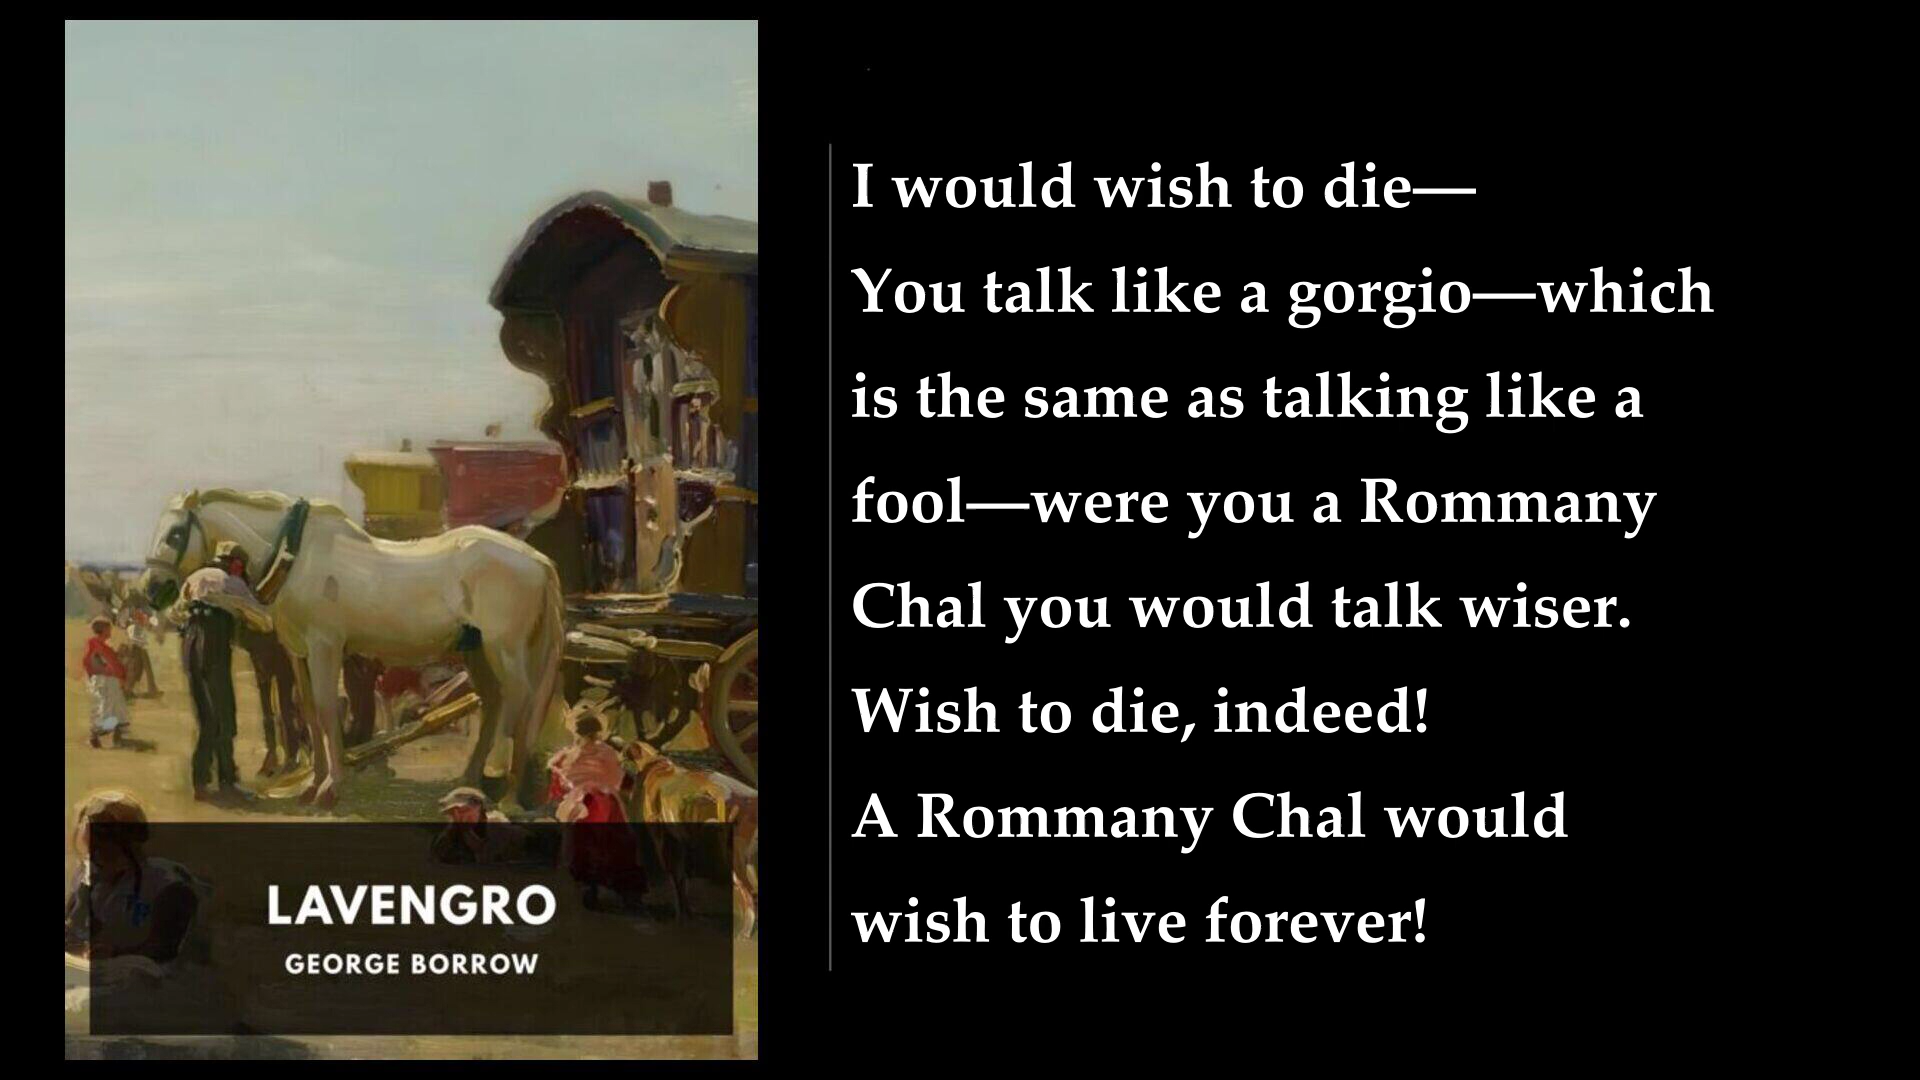 LAVENGRO
GEORGE BORROW
I would wish to die—
You talk like a gorgio—which
is the same as talking like a
fool—were you a Rommany
Chal you would talk wiser.
Wish to die, indeed!
A Rommany Chal would
wish to live forever!